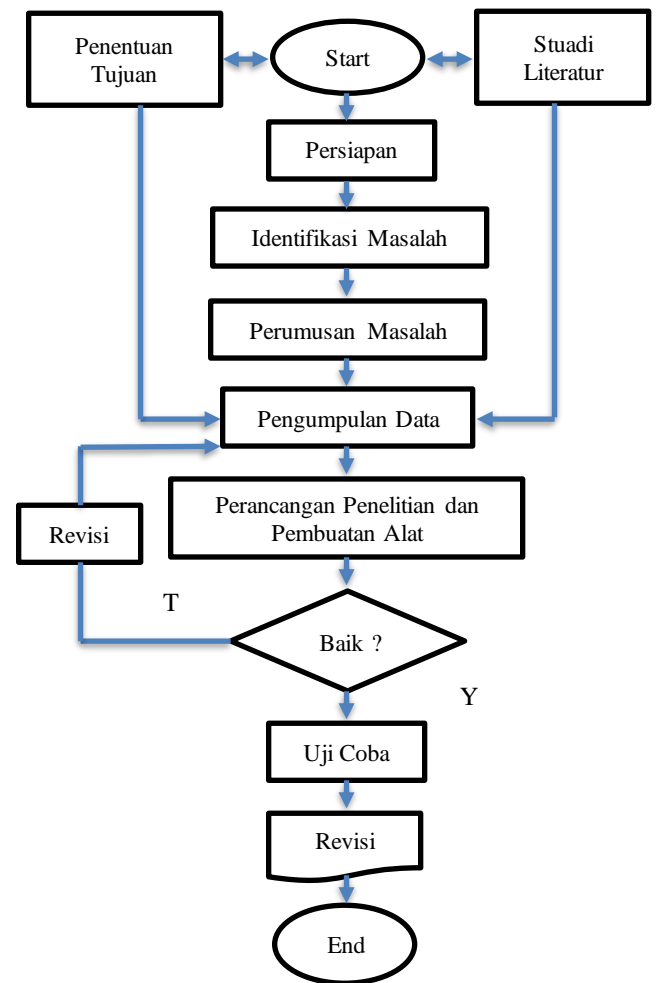 Penentuan
Tujuan
Start
Stuadi
Literatur
Persiapan
Identifikasi Masalah
Perumusan Masalah
Pengumpulan Data
Perancangan Penelitian dan
Pembuatan Alat
Revisi
T
Baik ?
Y
Uji Coba
Revisi
End